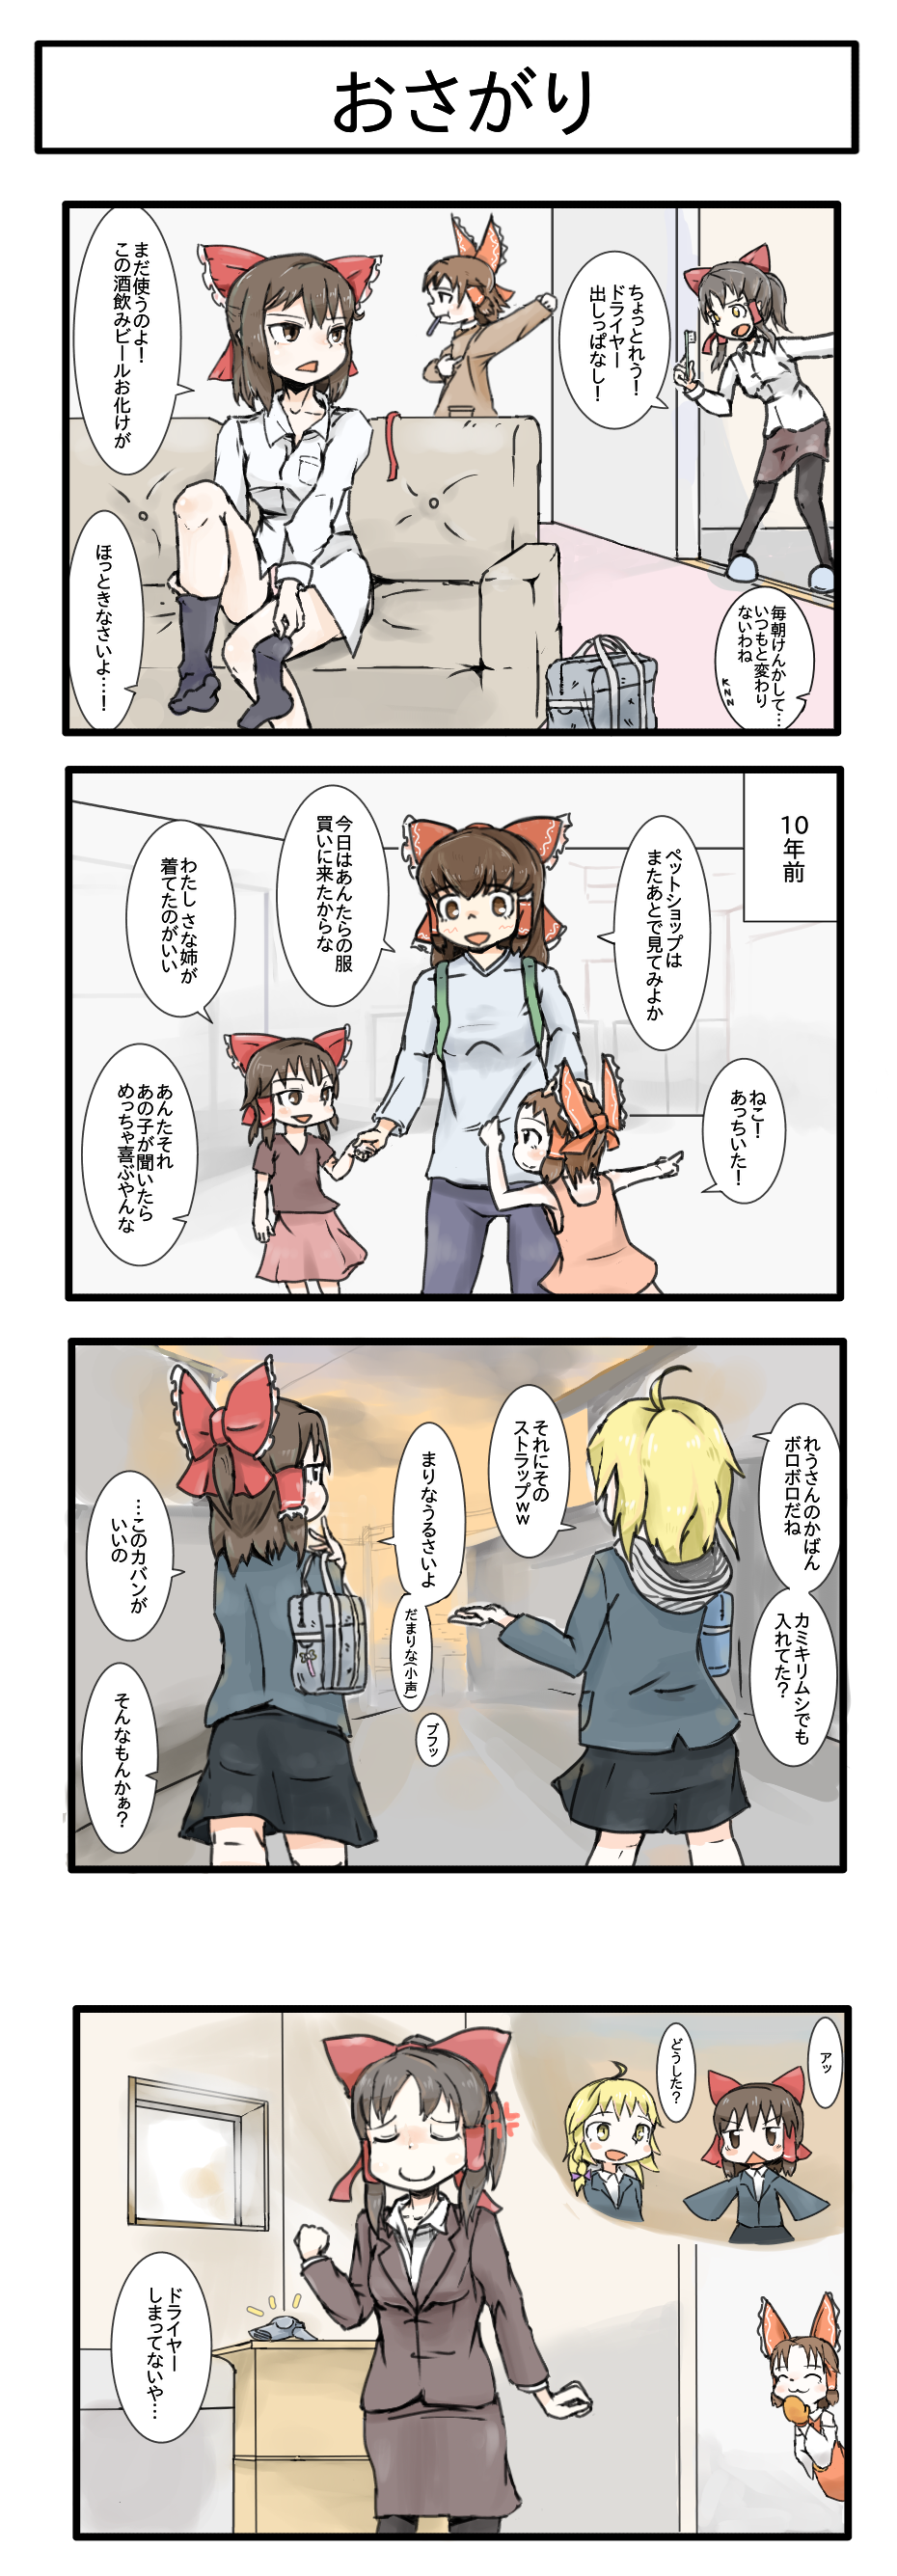 おさがり
ちょっとれう!
ドライヤー
出しっぱなし!
まだ使うのよ!
この酒飲みビールお化けが
ほっときなさいよ…!
毎朝けんかして…
いつもと変わり
ないわね
KNN
10年前
ペットショップは
またあとで見てみよか
今日はあんたらの服
買いに来たからな
わたし さな姉が
着てたのがいい
ねこ!
あっちいた!
あんたそれ
あの子が聞いたら
めっちゃ喜ぶやんな
れうさんのかばん
ボロボロだね
カミキリムシでも
入れてた?
それにその
ストラップww
まりなうるさいよ
だまりな(小声)
ブフッ
…このカバンが
いいの
そんなもんかぁ?
アッ
どうした?
ドライヤー
しまってないや…